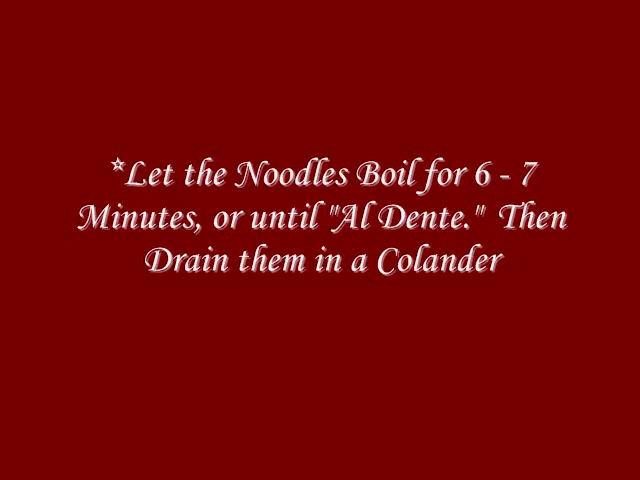 *Let the Noodles Boil for 6 - 7
Minutes, or until "Al Dente."  Then
Drain them in a Colander